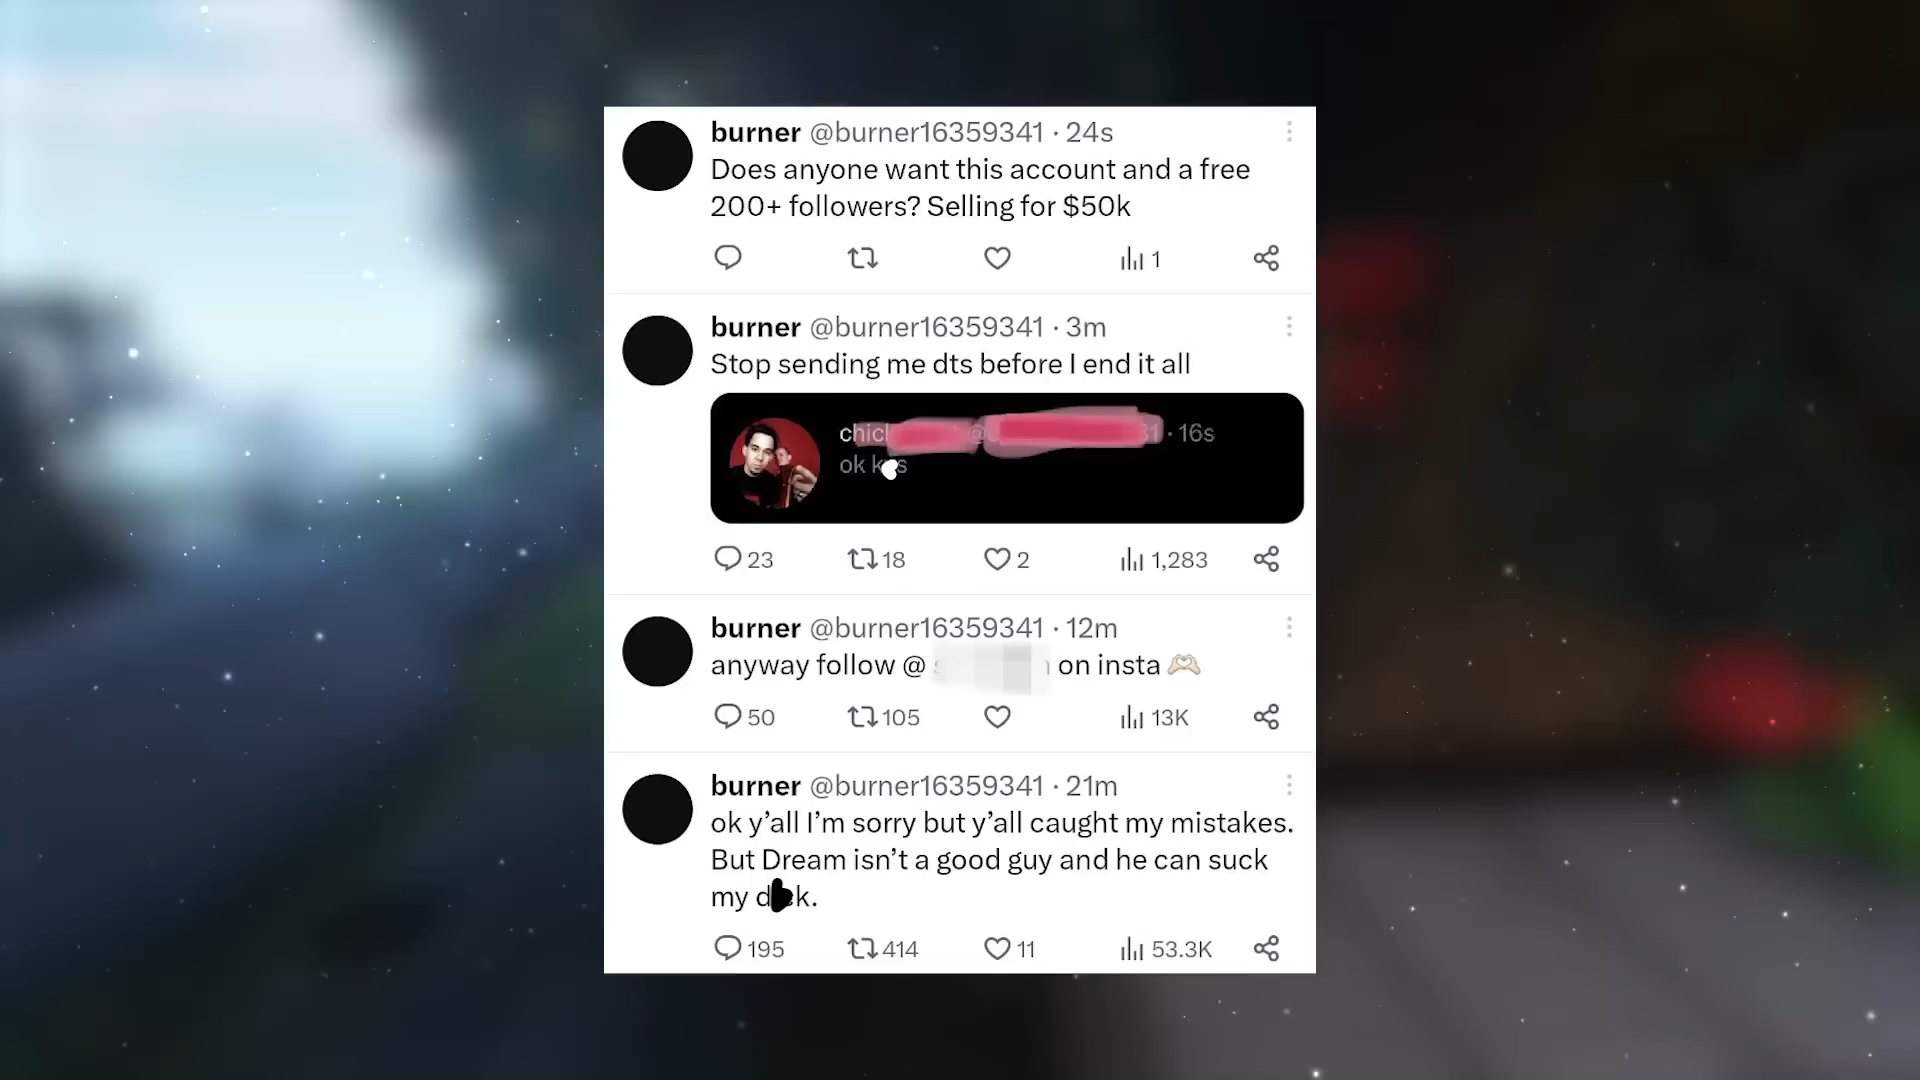 burner @burner16359341 · 24s
Does anyone want this account and a free
200+ followers? Selling for $50k
1
burner @burner16359341 · 3m
Stop sending me dts before I end it all
· 16s
ok
23 18 2 1,283
burner @burner16359341 · 12m
anyway follow @ on insta 🫶🏻
50 105 13K
burner @burner16359341 · 21m
ok y’all I’m sorry but y’all caught my mistakes.
But Dream isn’t a good guy and he can suck
my
195 414 11 53.3K